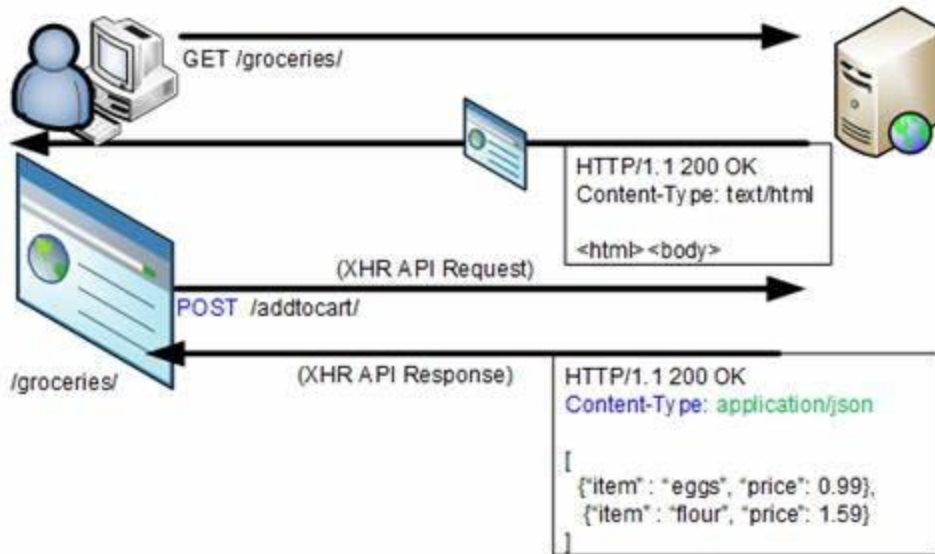 GET /groceries/
HTTP/1.1 200 OK
Content-Type: text/html
<html><body>
(XHR API Request)
POST /addtocart/
/groceries/
(XHR API Response)
HTTP/1.1 200 OK
Content-Type: application/json
[
{“item” : “eggs”, “price”: 0.99},
{“item” : “flour”, “price”: 1.59}
]